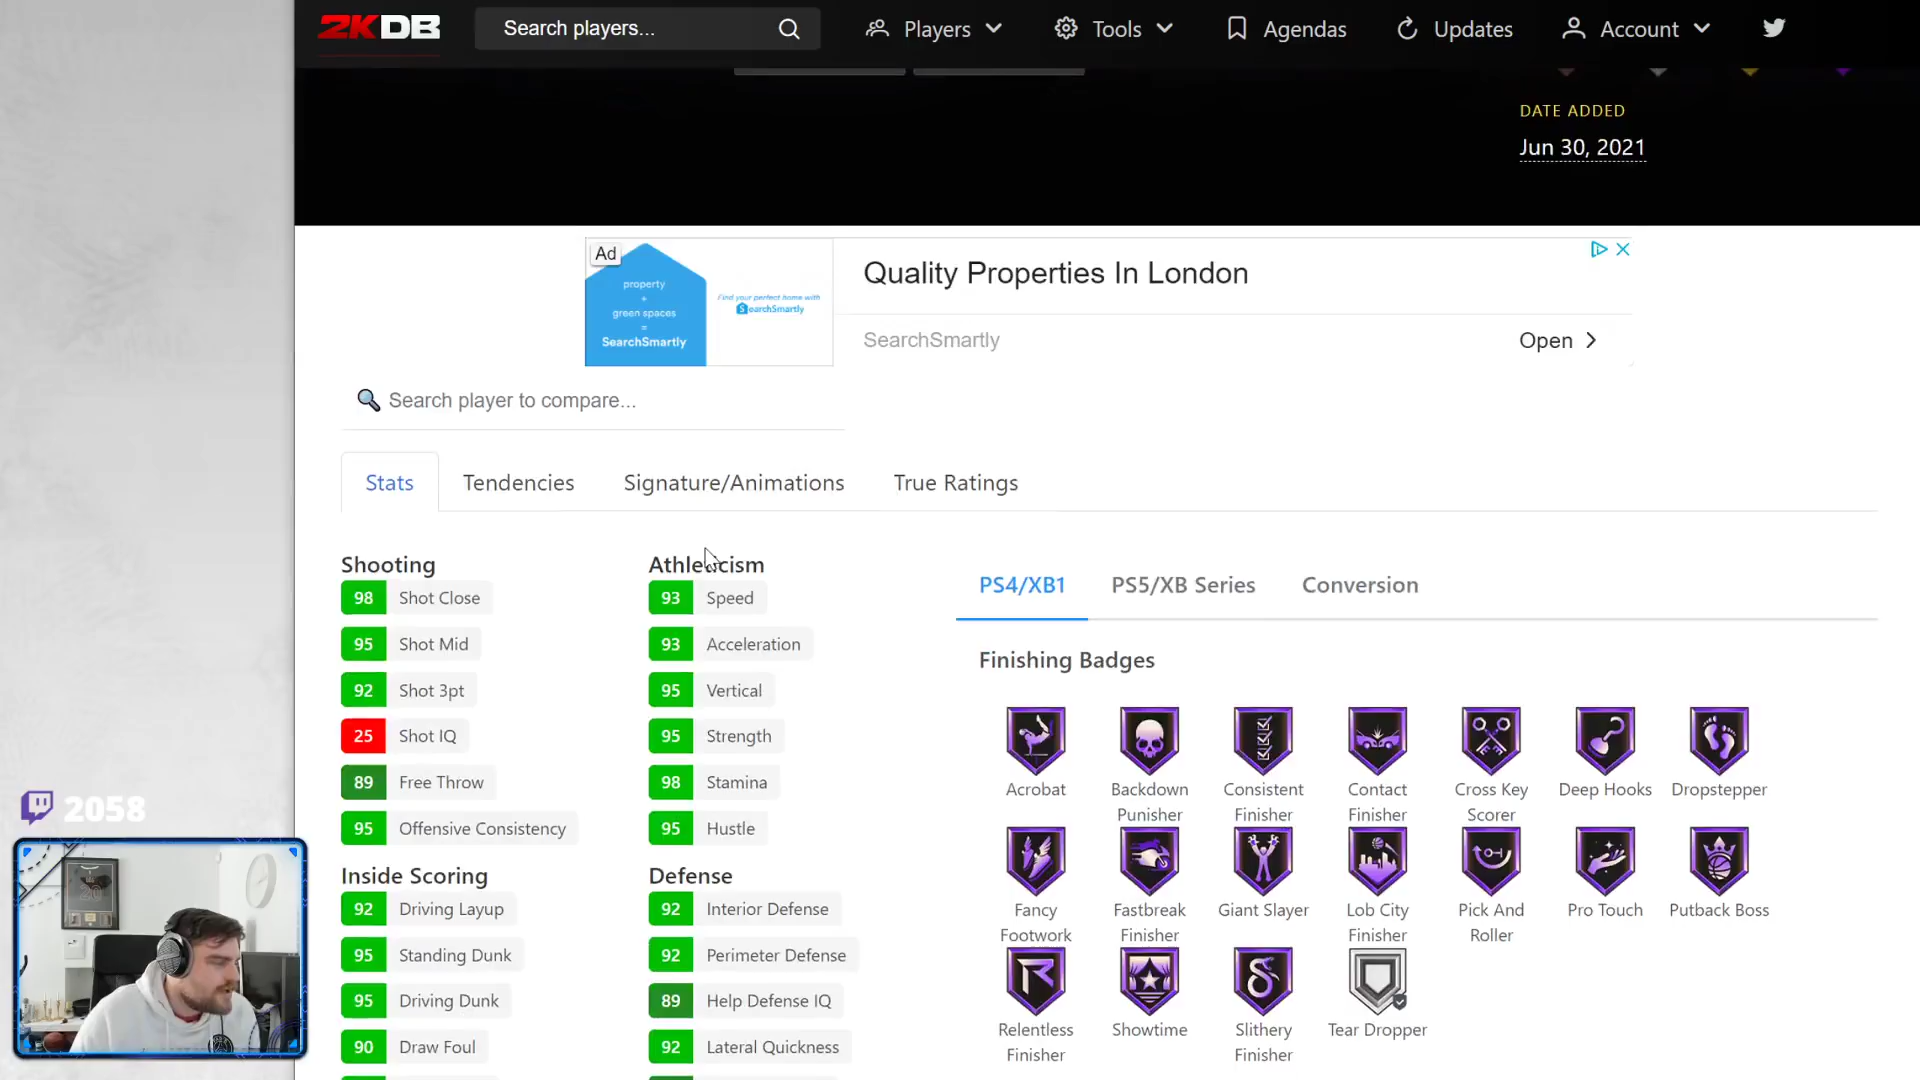 2KDB
Search players...
Players
Tools
Agendas
Updates
Account
DATE ADDED
Jun 30, 2021
Ad
property
+
green spaces
=
SearchSmartly
Find your perfect home with
SearchSmartly
Quality Properties In London
SearchSmartly
Open
Search player to compare...
Stats
Tendencies
Signature/Animations
True Ratings
Shooting
98 Shot Close
95 Shot Mid
92 Shot 3pt
25 Shot IQ
89 Free Throw
95 Offensive Consistency
Inside Scoring
92 Driving Layup
95 Standing Dunk
95 Driving Dunk
90 Draw Foul
Athleticism
93 Speed
93 Acceleration
95 Vertical
95 Strength
98 Stamina
95 Hustle
Defense
92 Interior Defense
92 Perimeter Defense
89 Help Defense IQ
92 Lateral Quickness
PS4/XB1
PS5/XB Series
Conversion
Finishing Badges
Acrobat
Backdown
Punisher
Consistent
Finisher
Contact
Finisher
Cross Key
Scorer
Deep Hooks
Dropstepper
Fancy
Footwork
Fastbreak
Finisher
Giant Slayer
Lob City
Finisher
Pick And
Roller
Pro Touch
Putback Boss
Relentless
Finisher
Showtime
Slithery
Finisher
Tear Dropper
2058